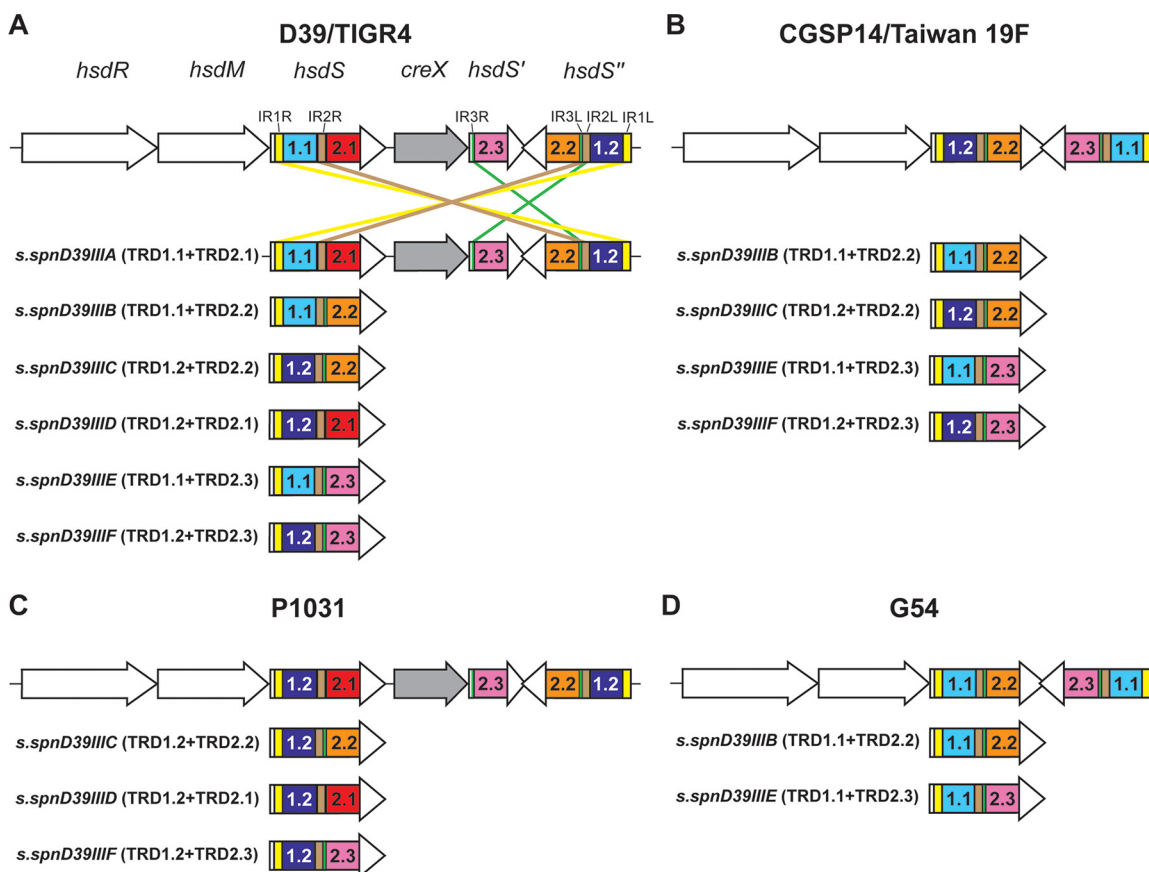 A
D39/TIGR4
hsdR hsdM hsdS creX hsdS' hsdS"
IR1R IR2R IR3R IR3L IR2L IR1L
1.1 2.1 2.3 2.2 1.2
s.spnD39IIIA (TRD1.1+TRD2.1) 1.1 2.1 2.3 2.2 1.2
s.spnD39IIIB (TRD1.1+TRD2.2) 1.1 2.2
s.spnD39IIIC (TRD1.2+TRD2.2) 1.2 2.2
s.spnD39IIID (TRD1.2+TRD2.1) 1.2 2.1
s.spnD39IIIE (TRD1.1+TRD2.3) 1.1 2.3
s.spnD39IIIF (TRD1.2+TRD2.3) 1.2 2.3
B
CGSP14/Taiwan 19F
1.2 2.2 2.3 1.1
s.spnD39IIIB (TRD1.1+TRD2.2) 1.1 2.2
s.spnD39IIIC (TRD1.2+TRD2.2) 1.2 2.2
s.spnD39IIIE (TRD1.1+TRD2.3) 1.1 2.3
s.spnD39IIIF (TRD1.2+TRD2.3) 1.2 2.3
C
P1031
1.2 2.1 2.3 2.2 1.2
s.spnD39IIIC (TRD1.2+TRD2.2) 1.2 2.2
s.spnD39IIID (TRD1.2+TRD2.1) 1.2 2.1
s.spnD39IIIF (TRD1.2+TRD2.3) 1.2 2.3
D
G54
1.1 2.2 2.3 1.1
s.spnD39IIIB (TRD1.1+TRD2.2) 1.1 2.2
s.spnD39IIIE (TRD1.1+TRD2.3) 1.1 2.3